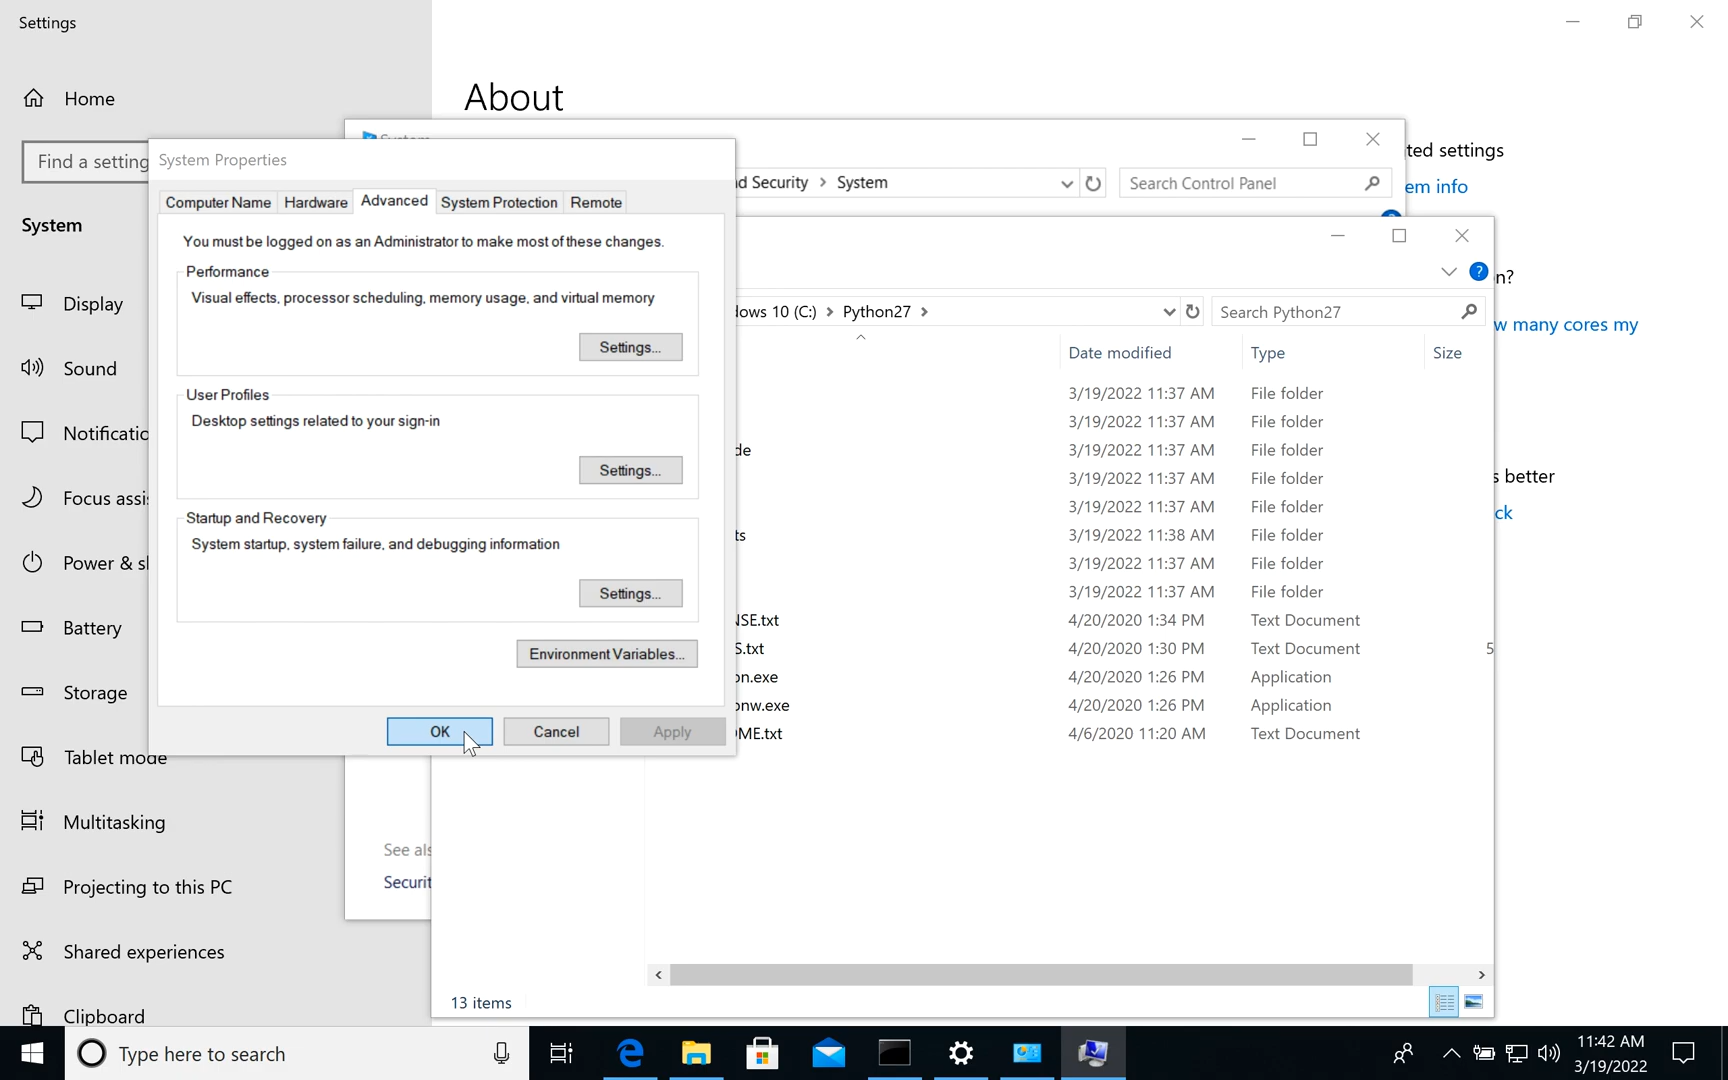 Settings
Home
Find a setting
System
Display
Sound
Notificatio
Focus assis
Power & sl
Battery
Storage
Tablet mode
Multitasking
Projecting to this PC
Shared experiences
Clipboard
About
ted settings
em info
n?
w many cores my
s better
ck
System
nd Security > System
Search Control Panel
See als
Securit
System Properties
Computer Name
Hardware
Advanced
System Protection
Remote
You must be logged on as an Administrator to make most of these changes.
Performance
Visual effects, processor scheduling, memory usage, and virtual memory
Settings...
User Profiles
Desktop settings related to your sign-in
Settings...
Startup and Recovery
System startup, system failure, and debugging information
Settings...
Environment Variables...
OK
Cancel
Apply
?
dows 10 (C:) > Python27 >
Search Python27
Date modified Type Size
3/19/2022 11:37 AM File folder
3/19/2022 11:37 AM File folder
de 3/19/2022 11:37 AM File folder
3/19/2022 11:37 AM File folder
3/19/2022 11:37 AM File folder
ts 3/19/2022 11:38 AM File folder
3/19/2022 11:37 AM File folder
3/19/2022 11:37 AM File folder
NSE.txt 4/20/2020 1:34 PM Text Document
S.txt 4/20/2020 1:30 PM Text Document 5
on.exe 4/20/2020 1:26 PM Application
onw.exe 4/20/2020 1:26 PM Application
OME.txt 4/6/2020 11:20 AM Text Document
13 items
Type here to search
11:42 AM
3/19/2022